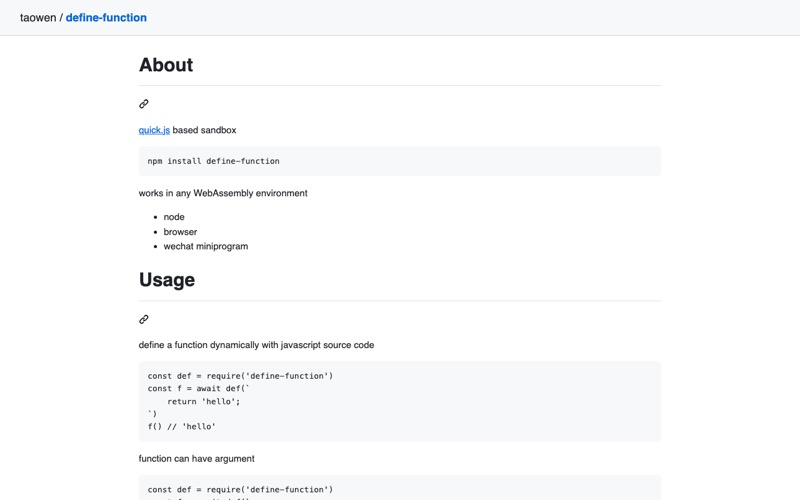 taowen / define-function
About
quick.js based sandbox
npm install define-function
works in any WebAssembly environment
• node
• browser
• wechat miniprogram
Usage
define a function dynamically with javascript source code
const def = require('define-function')
const f = await def(`
    return 'hello';
`)
f() // 'hello'
function can have argument
const def = require('define-function')